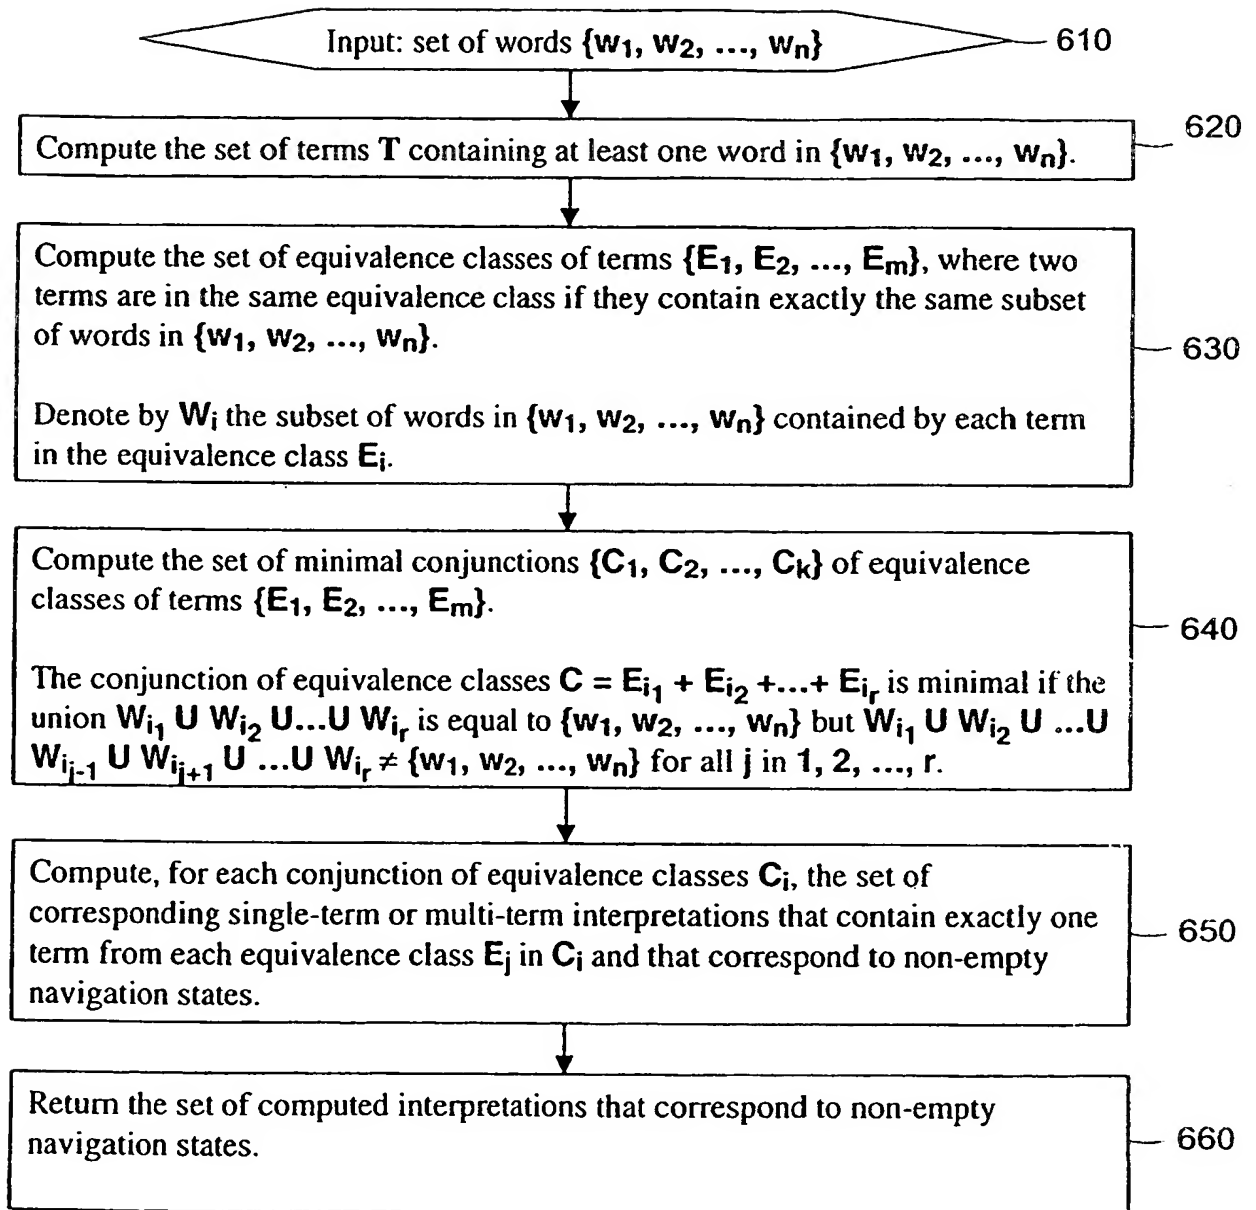 Input: set of words {w1, w2, ..., wn}
610
620
Compute the set of terms T containing at least one word in {w1, w2, ..., wn}.
Compute the set of equivalence classes of terms {E1, E2, ..., Em}, where two
terms are in the same equivalence class if they contain exactly the same subset
of words in {w1, w2, ..., wn}.
630
Denote by Wi the subset of words in {w1, w2, ..., wn} contained by each term
in the equivalence class Ei.
Compute the set of minimal conjunctions {C1, C2, ..., Ck} of equivalence
classes of terms {E1, E2, ..., Em}.
640
The conjunction of equivalence classes C = Ei1 + Ei2 +...+ Eir is minimal if the
union Wi1 U Wi2 U...U Wir is equal to {w1, w2, ..., wn} but Wi1 U Wi2 U ...U
Wij-1 U Wij+1 U ...U Wir ≠ {w1, w2, ..., wn} for all j in 1, 2, ..., r.
Compute, for each conjunction of equivalence classes Ci, the set of
corresponding single-term or multi-term interpretations that contain exactly one
term from each equivalence class Ej in Ci and that correspond to non-empty
navigation states.
650
Return the set of computed interpretations that correspond to non-empty
navigation states.
660